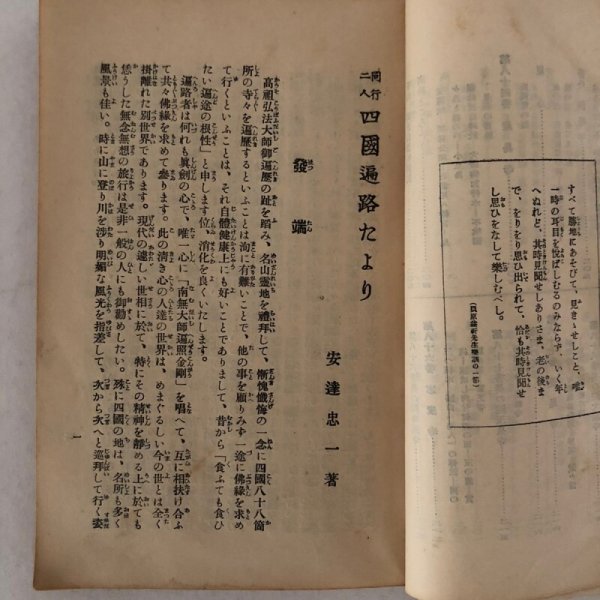 すべて勝地にあそびて、見きゝせしこと、唯
一時の耳目を悦ばしむるのみならず、いく年
へぬれど、其時見聞せしありさま、老の後ま
で、をりをり思ひ出られて、恰も其時見聞せ
し思ひをなして樂しむべし。
(貝原益軒先生樂訓の一節)
同行二人 四國遍路たより
安達忠一著
發端
高祖弘法大師御遍歷の趾を踏み、名山靈地を禮拜して、慚愧懺悔の一念に四國八十八箇
所の寺々を遍歷するといふことは洵に有難いことで、他の事を顧りみず一途に佛緣を求め
て行くといふことは、それ自體健康上にも好いことでありまして、昔から「食ふても食ひ
たい遍途の根性」と申します位、消化を良くいたします。
遍路者は何れも眞劍の心で、唯一心に「南無大師遍照金剛」を唱へて、互に相扶け合ふ
て共々佛緣を求めて參ります。此の淸き心の人達の世界は、めまぐるしい今の世とは全く
掛離れた別世界であります。現代の遽しい世相に於て、特にその精神を靜める上に於ても
恁うした無念無想の旅行は是非一般の人にも御勸めしたい。殊に四國の地は、名所も多く
風景も佳い。時に山に登り川を渉り明媚な風光を指差して、次から次へと巡拜して行く姿
1